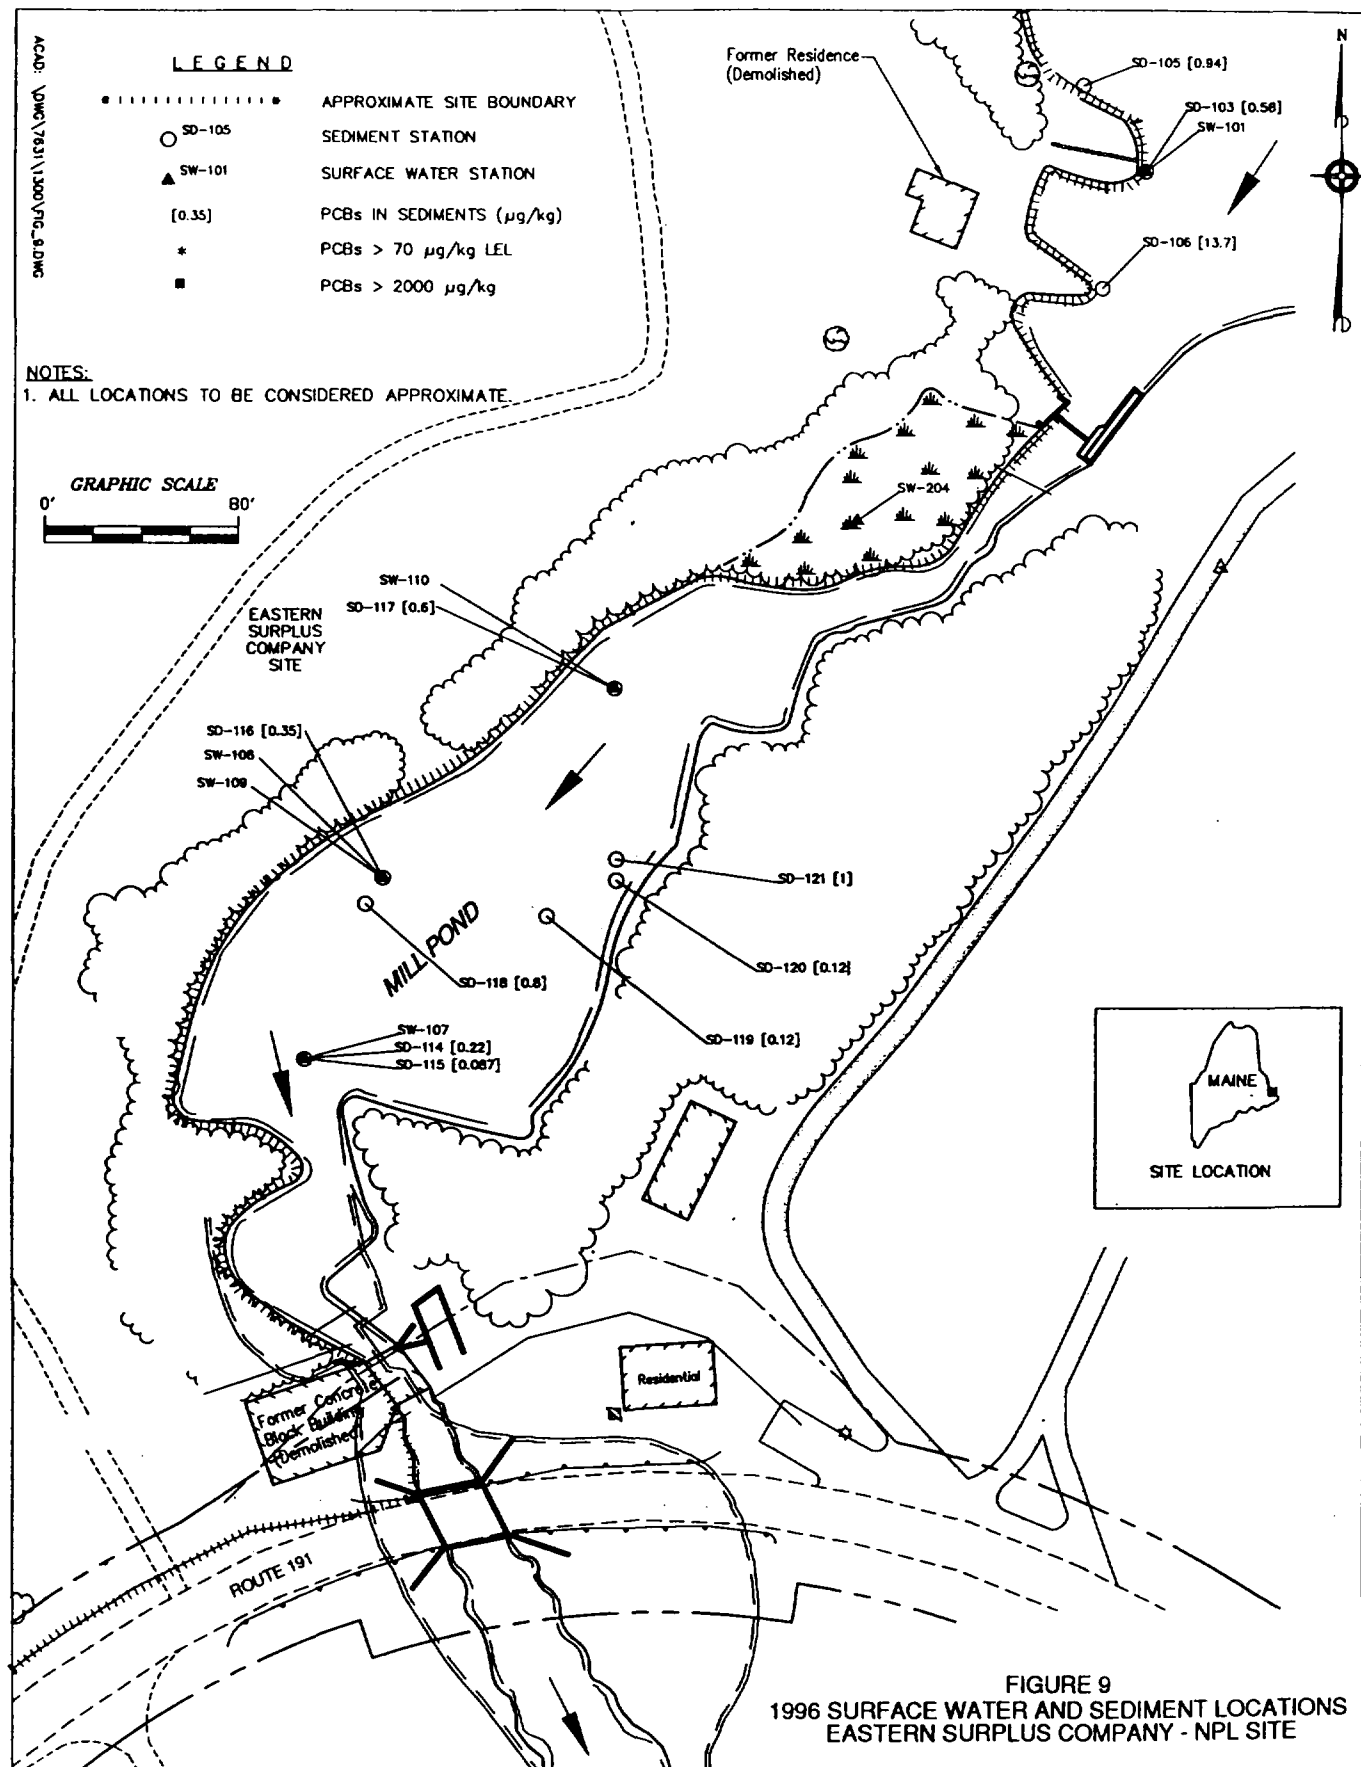 ACAD: \DWG\7631\1300\FIG_9.DWG
LEGEND
APPROXIMATE SITE BOUNDARY
SD-105 SEDIMENT STATION
SW-101 SURFACE WATER STATION
[0.35] PCBs IN SEDIMENTS (µg/kg)
* PCBs > 70 µg/kg LEL
■ PCBs > 2000 µg/kg
NOTES:
1. ALL LOCATIONS TO BE CONSIDERED APPROXIMATE.
GRAPHIC SCALE
0' 80'
N
Former Residence
(Demolished)
SD-105 [0.94]
SD-103 [0.58]
SW-101
SD-106 [13.7]
SW-204
SW-110
SD-117 [0.6]
EASTERN
SURPLUS
COMPANY
SITE
SD-116 [0.35]
SW-108
SW-109
SD-121 [1]
SD-120 [0.12]
SD-119 [0.12]
MILL POND
SD-118 [0.8]
SW-107
SD-114 [0.22]
SD-115 [0.087]
MAINE
SITE LOCATION
Residential
Former Concrete
Block Building
(Demolished)
ROUTE 191
FIGURE 9
1996 SURFACE WATER AND SEDIMENT LOCATIONS
EASTERN SURPLUS COMPANY - NPL SITE